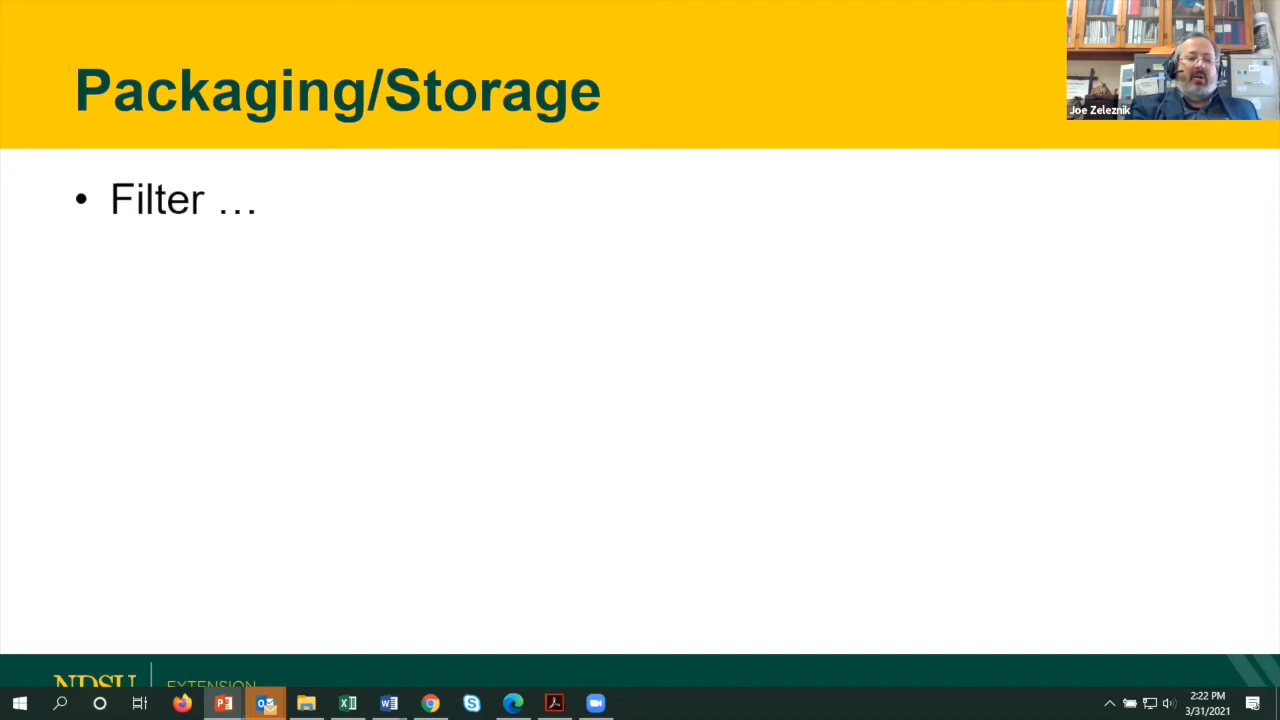 Packaging/Storage
Joe Zeleznik
• Filter …
NDSU
EXTENSION
2:22 PM
3/31/2021